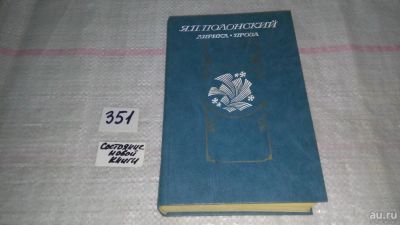 Я.П. ПОЛОНСКИЙ
ЛИРИКА • ПРОЗА
351
Состояние
новой
книги
au.ru